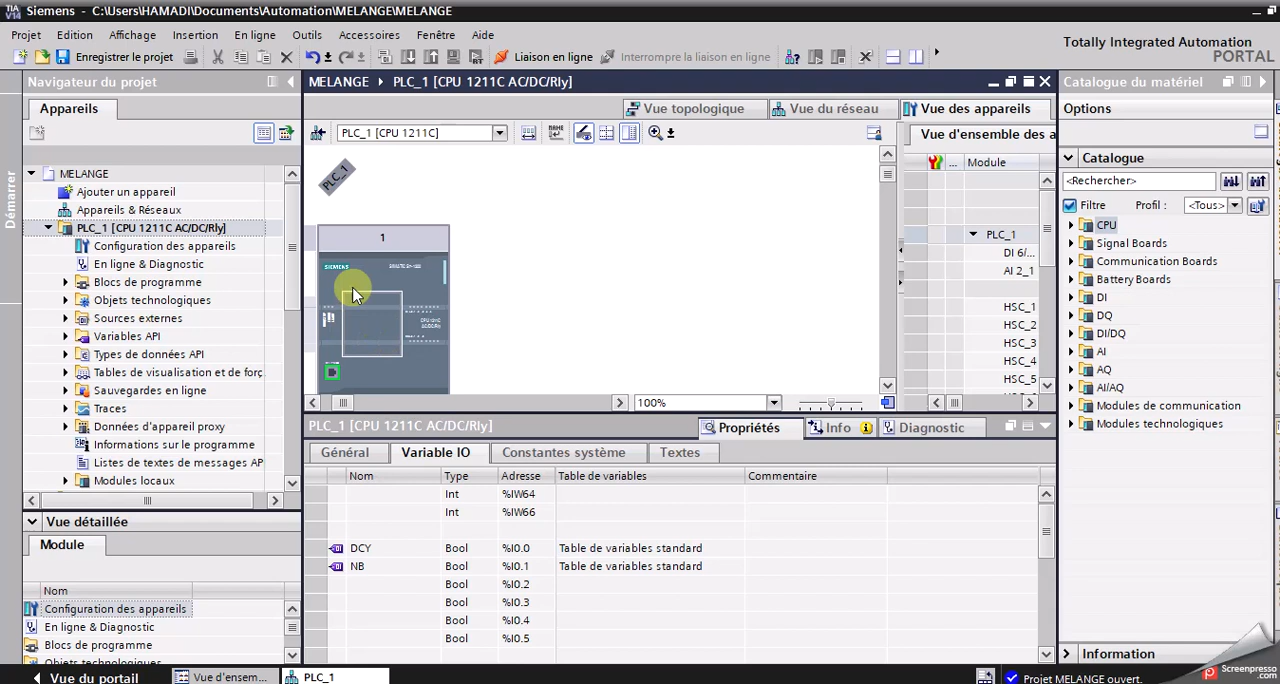 TIA V14
Siemens - C:\Users\HAMADI\Documents\Automation\MELANGE\MELANGE
Projet Edition Affichage Insertion En ligne Outils Accessoires Fenêtre Aide
Totally Integrated Automation
PORTAL
Enregistrer le projet
Liaison en ligne
Interrompre la liaison en ligne
Navigateur du projet
MELANGE PLC_1 [CPU 1211C AC/DC/Rly]
Catalogue du matériel
Appareils
Vue topologique
Vue du réseau
Vue des appareils
Options
Démarrer
PLC_1 [CPU 1211C]
Vue d'ensemble des a
... Module
Catalogue
<Rechercher>
Filtre Profil : <Tous>
MELANGE
Ajouter un appareil
Appareils & Réseaux
PLC_1 [CPU 1211C AC/DC/Rly]
Configuration des appareils
En ligne & Diagnostic
Blocs de programme
Objets technologiques
Sources externes
Variables API
Types de données API
Tables de visualisation et de forç
Sauvegardes en ligne
Traces
Données d'appareil proxy
Informations sur le programme
Listes de textes de messages AP
Modules locaux
PLC_1
1
SIEMENS
PLC_1
DI 6/...
AI 2_1
HSC_1
HSC_2
HSC_3
HSC_4
HSC_5
100%
CPU
Signal Boards
Communication Boards
Battery Boards
DI
DQ
DI/DQ
AI
AQ
AI/AQ
Modules de communication
Modules technologiques
Information
PLC_1 [CPU 1211C AC/DC/Rly]
Propriétés
Info
Diagnostic
Général Variable IO Constantes système Textes
Nom Type Adresse Table de variables Commentaire
Int %IW64
Int %IW66
DCY Bool %I0.0 Table de variables standard
NB Bool %I0.1 Table de variables standard
Bool %I0.2
Bool %I0.3
Bool %I0.4
Bool %I0.5
Vue détaillée
Module
Nom
Configuration des appareils
En ligne & Diagnostic
Blocs de programme
Objets technologiques
Vue du portail
Vue d'ensem...
PLC_1
Projet MELANGE ouvert.
Screenpresso
.com